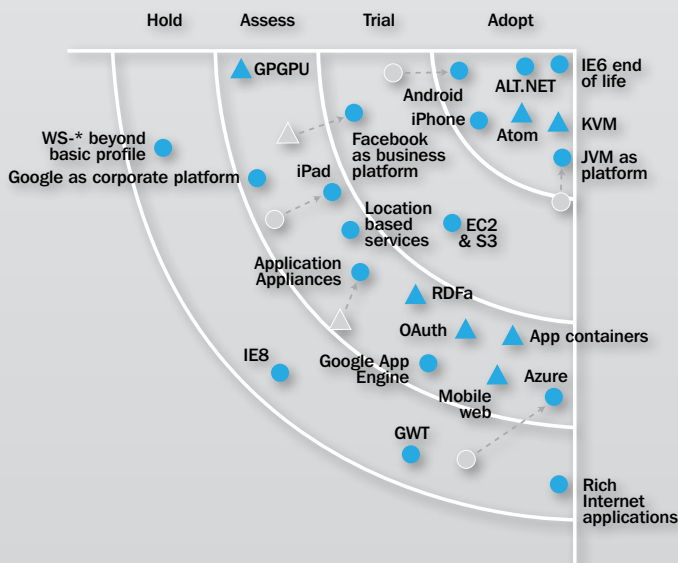 Hold
Assess
Trial
Adopt
GPGPU
Android
ALT.NET
IE6 end
of life
iPhone
Atom
KVM
WS-* beyond
basic profile
Facebook
as business
platform
JVM as
platform
Google as corporate platform
iPad
Location
based
services
EC2
& S3
Application
Appliances
RDFa
OAuth
App containers
IE8
Google App
Engine
Mobile
web
Azure
GWT
Rich
Internet
applications